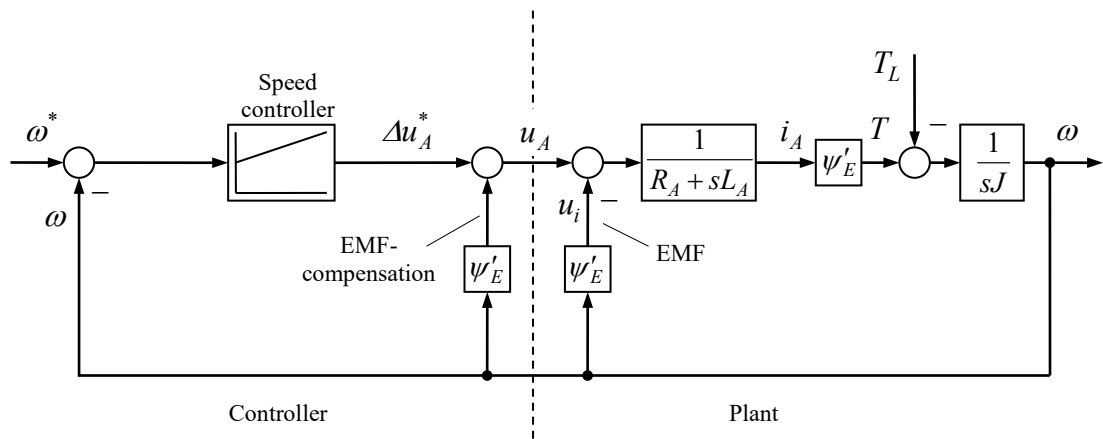 Speed
controller
ω*
−
ω
Δu*_A
EMF-
compensation
ψ'_E
u_A
u_i
−
ψ'_E
EMF
1
R_A + sL_A
i_A
ψ'_E
T
T_L
−
1
sJ
ω
Controller
Plant